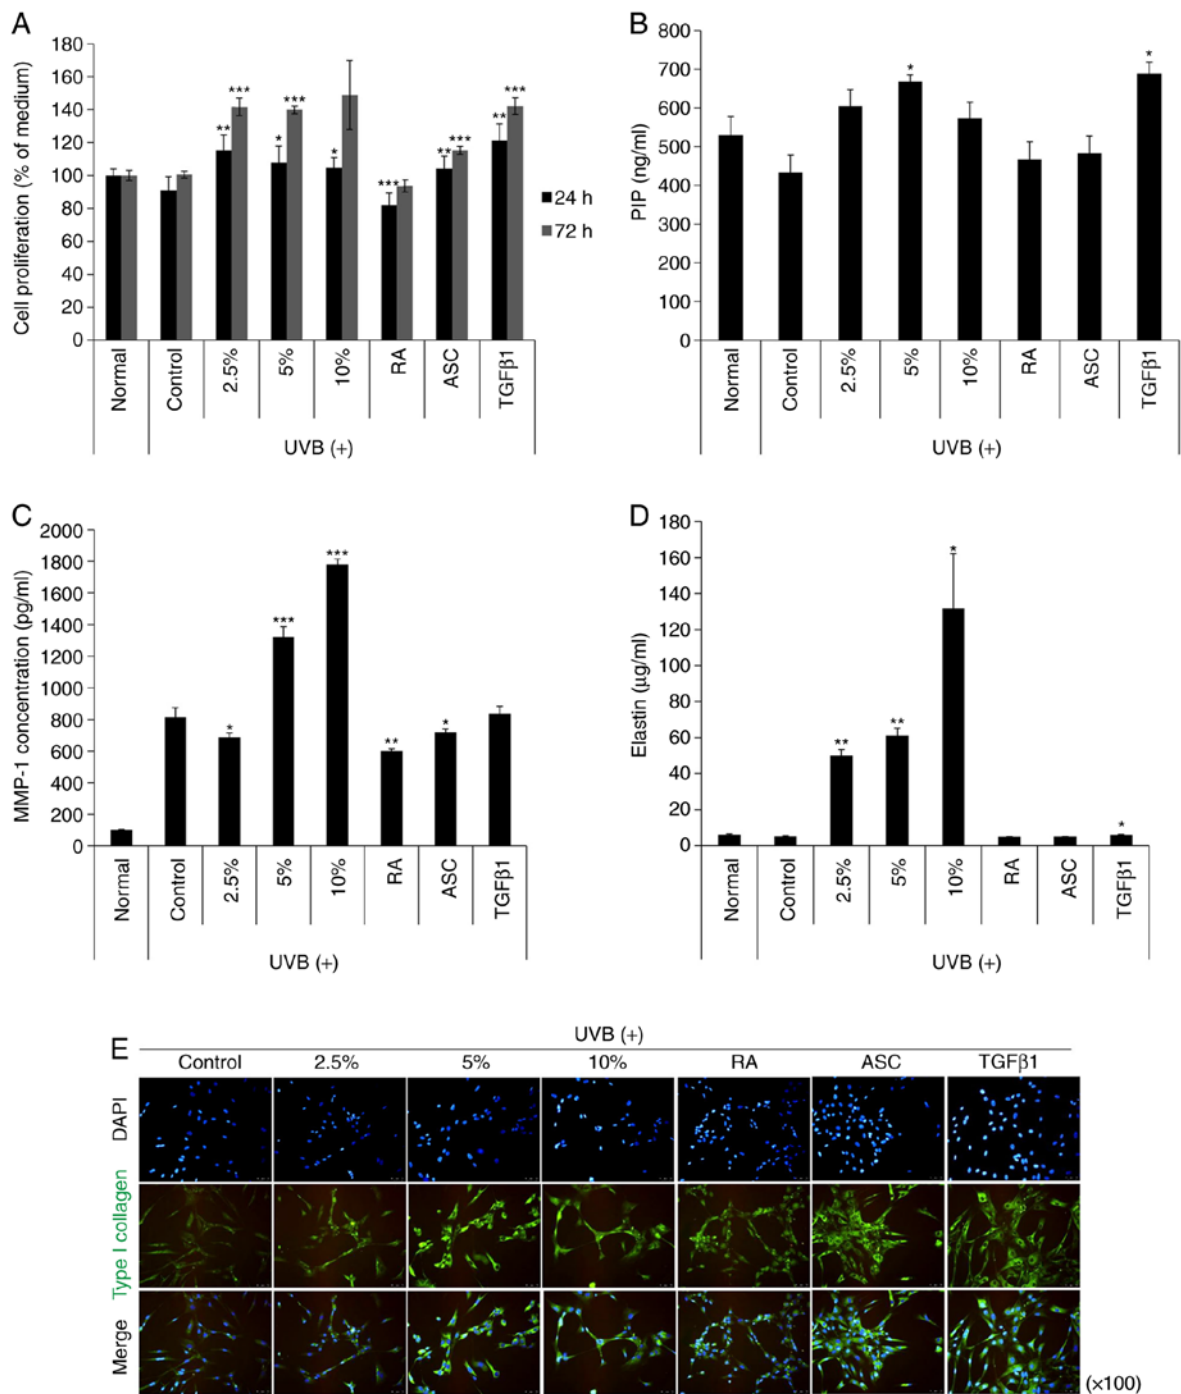 A
Cell proliferation (% of medium)
180
160
140
120
100
80
60
40
20
0
*** *** *** ***
** * * *** ** **
24 h
72 h
Normal Control 2.5% 5% 10% RA ASC TGFβ1
UVB (+)
B
PIP (ng/ml)
800
700
600
500
400
300
200
100
0
* *
Normal Control 2.5% 5% 10% RA ASC TGFβ1
UVB (+)
C
MMP-1 concentration (pg/ml)
2000
1800
1600
1400
1200
1000
800
600
400
200
0
* *** *** ** *
Normal Control 2.5% 5% 10% RA ASC TGFβ1
UVB (+)
D
Elastin (µg/ml)
180
160
140
120
100
80
60
40
20
0
** ** * *
Normal Control 2.5% 5% 10% RA ASC TGFβ1
UVB (+)
E
UVB (+)
Control 2.5% 5% 10% RA ASC TGFβ1
DAPI
Type I collagen
Merge
(×100)